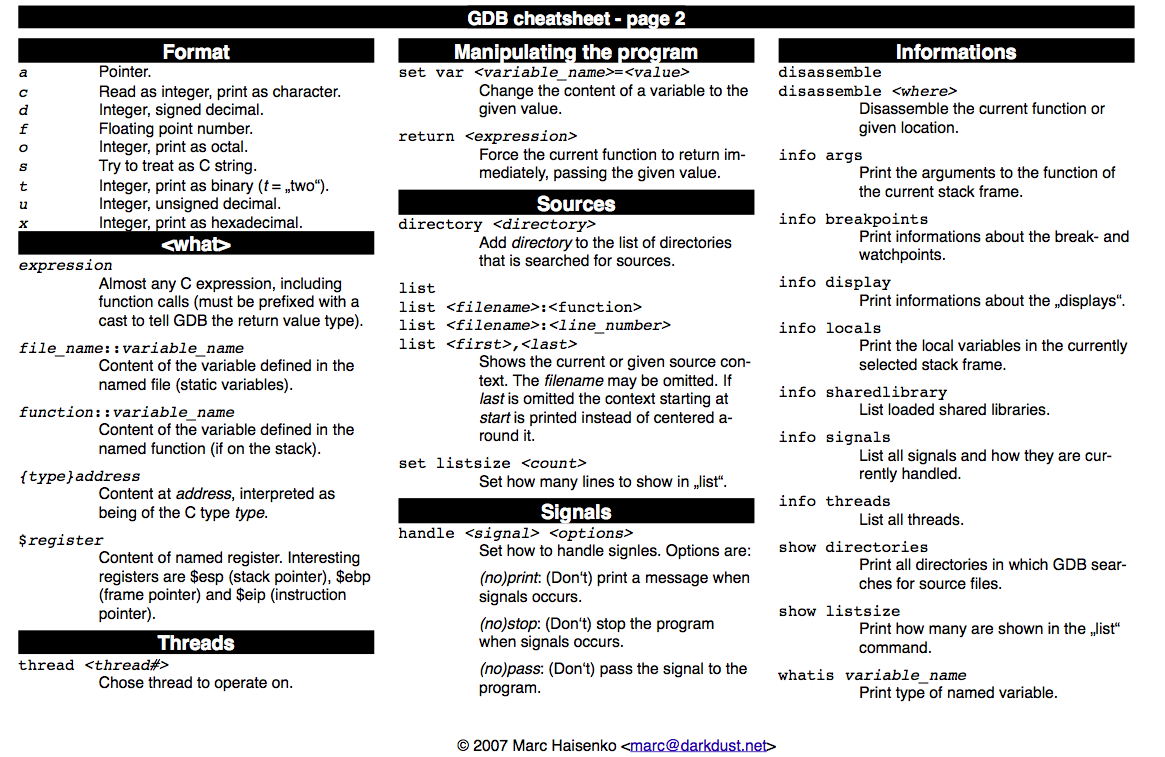 GDB cheatsheet - page 2
Format
a Pointer.
c Read as integer, print as character.
d Integer, signed decimal.
f Floating point number.
o Integer, print as octal.
s Try to treat as C string.
t Integer, print as binary (t = „two“).
u Integer, unsigned decimal.
x Integer, print as hexadecimal.
<what>
expression
Almost any C expression, including
function calls (must be prefixed with a
cast to tell GDB the return value type).
file_name::variable_name
Content of the variable defined in the
named file (static variables).
function::variable_name
Content of the variable defined in the
named function (if on the stack).
{type}address
Content at address, interpreted as
being of the C type type.
$register
Content of named register. Interesting
registers are $esp (stack pointer), $ebp
(frame pointer) and $eip (instruction
pointer).
Threads
thread <thread#>
Chose thread to operate on.
Manipulating the program
set var <variable_name>=<value>
Change the content of a variable to the
given value.
return <expression>
Force the current function to return im-
mediately, passing the given value.
Sources
directory <directory>
Add directory to the list of directories
that is searched for sources.
list
list <filename>:<function>
list <filename>:<line_number>
list <first>,<last>
Shows the current or given source con-
text. The filename may be omitted. If
last is omitted the context starting at
start is printed instead of centered a-
round it.
set listsize <count>
Set how many lines to show in „list“.
Signals
handle <signal> <options>
Set how to handle signles. Options are:
(no)print: (Don‘t) print a message when
signals occurs.
(no)stop: (Don‘t) stop the program
when signals occurs.
(no)pass: (Don‘t) pass the signal to the
program.
Informations
disassemble
disassemble <where>
Disassemble the current function or
given location.
info args
Print the arguments to the function of
the current stack frame.
info breakpoints
Print informations about the break- and
watchpoints.
info display
Print informations about the „displays“.
info locals
Print the local variables in the currently
selected stack frame.
info sharedlibrary
List loaded shared libraries.
info signals
List all signals and how they are cur-
rently handled.
info threads
List all threads.
show directories
Print all directories in which GDB sear-
ches for source files.
show listsize
Print how many are shown in the „list“
command.
whatis variable_name
Print type of named variable.
© 2007 Marc Haisenko <marc@darkdust.net>